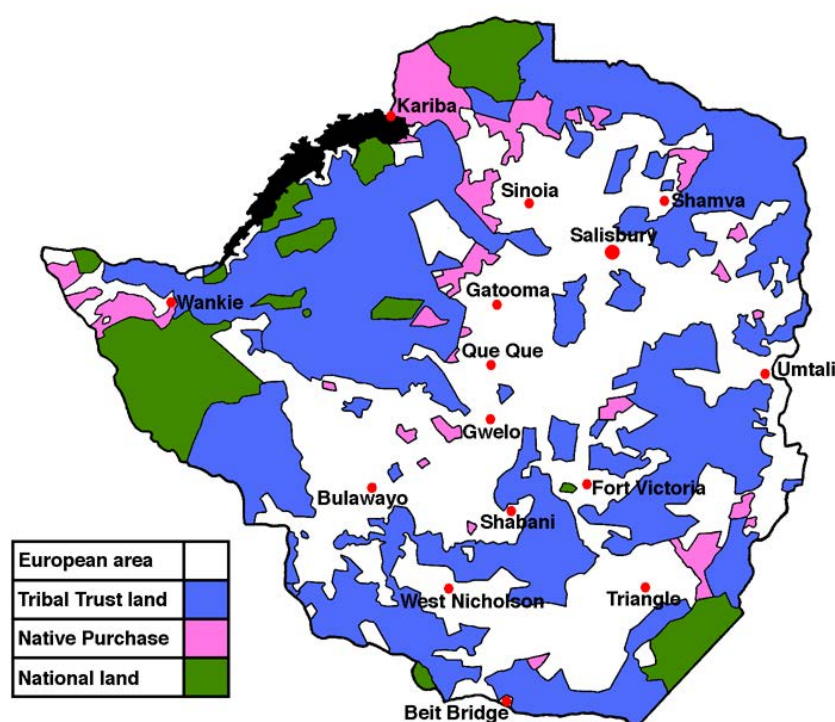 Kariba
Sinoia
Shamva
Salisbury
Wankie
Gatooma
Que Que
Umtali
Gwelo
Bulawayo
Fort Victoria
Shabani
European area
Tribal Trust land
Native Purchase
National land
West Nicholson
Triangle
Beit Bridge